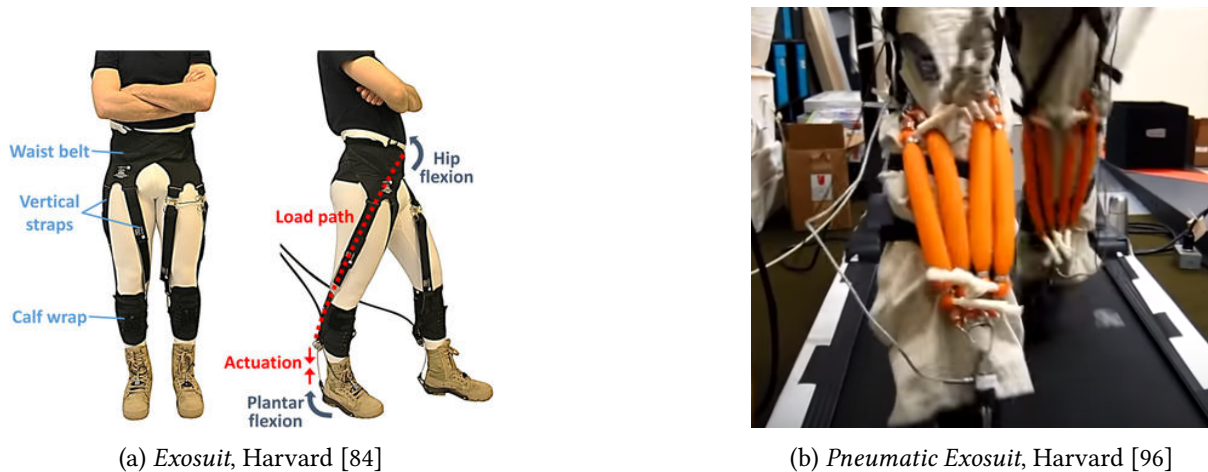 Waist belt
Vertical
straps
Calf wrap
Hip
flexion
Load path
Actuation
Plantar
flexion
(a) Exosuit, Harvard [84]
(b) Pneumatic Exosuit, Harvard [96]